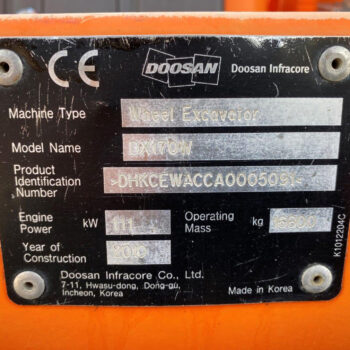 CE DOOSAN Doosan Infracore
Machine Type Wheel Excavator
Model Name DX170W
Product Identification Number >DHKCEWACCA0005091<
Engine Power kW 111 Operating Mass kg
Year of Construction
Doosan Infracore Co., Ltd.
7-11, Hwasu-dong, Dong-gu,
Incheon, Korea Made in Korea
K1012204C